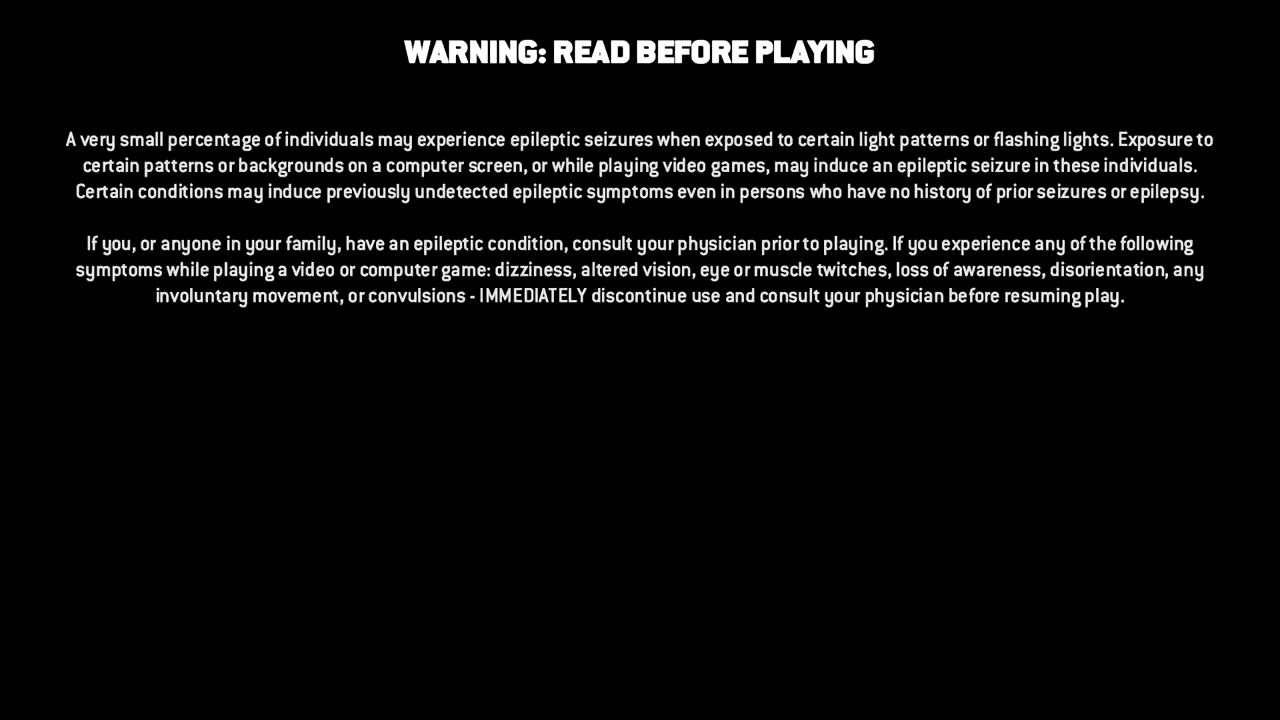 WARNING: READ BEFORE PLAYING
A very small percentage of individuals may experience epileptic seizures when exposed to certain light patterns or flashing lights. Exposure to
certain patterns or backgrounds on a computer screen, or while playing video games, may induce an epileptic seizure in these individuals.
Certain conditions may induce previously undetected epileptic symptoms even in persons who have no history of prior seizures or epilepsy.
If you, or anyone in your family, have an epileptic condition, consult your physician prior to playing. If you experience any of the following
symptoms while playing a video or computer game: dizziness, altered vision, eye or muscle twitches, loss of awareness, disorientation, any
involuntary movement, or convulsions - IMMEDIATELY discontinue use and consult your physician before resuming play.